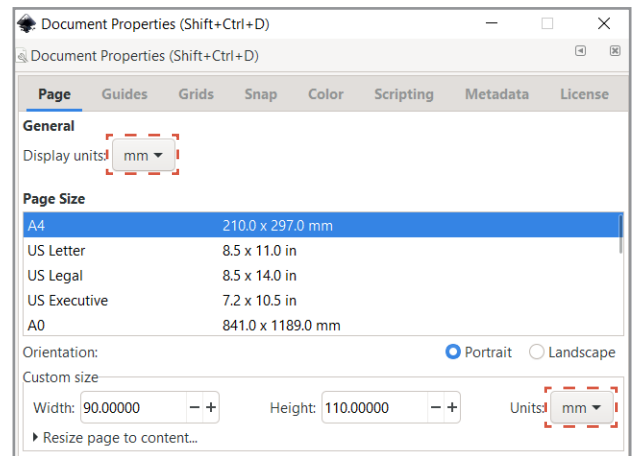 Document Properties (Shift+Ctrl+D)
Document Properties (Shift+Ctrl+D)
Page Guides Grids Snap Color Scripting Metadata License
General
Display units: mm
Page Size
A4 210.0 x 297.0 mm
US Letter 8.5 x 11.0 in
US Legal 8.5 x 14.0 in
US Executive 7.2 x 10.5 in
A0 841.0 x 1189.0 mm
Orientation: Portrait Landscape
Custom size
Width: 90.00000 − + Height: 110.00000 − + Units: mm
Resize page to content...